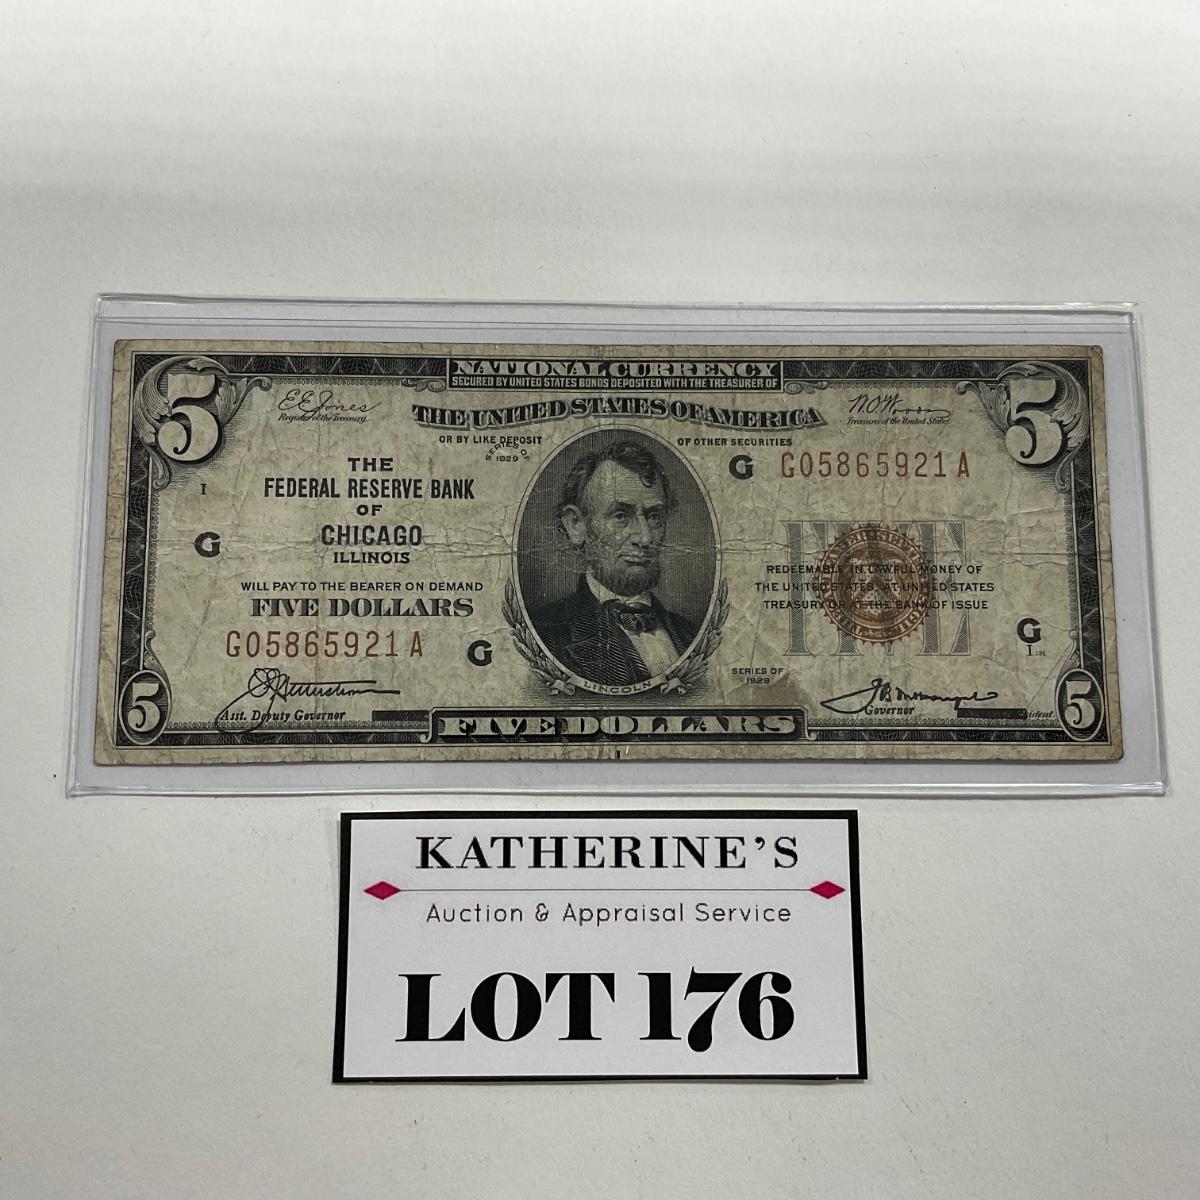 NATIONAL CURRENCY
SECURED BY UNITED STATES BONDS DEPOSITED WITH THE TREASURER OF
THE UNITED STATES OF AMERICA
OR BY LIKE DEPOSIT OF OTHER SECURITIES
5
5
E E Jones
Register of the Treasury.
W.O. Woods
Treasurer of the United States.
SERIES OF
1929
THE
FEDERAL RESERVE BANK
OF
CHICAGO
ILLINOIS
I
G
G G05865921A
WILL PAY TO THE BEARER ON DEMAND
FIVE DOLLARS
G05865921A
G
FIVE
REDEEMABLE IN LAWFUL MONEY OF
THE UNITED STATES AT UNITED STATES
TREASURY OR AT THE BANK OF ISSUE
G
I
LINCOLN
SERIES OF
1929
Asst. Deputy Governor
Governor
5
FIVE DOLLARS
5
KATHERINE'S
Auction & Appraisal Service
LOT 176